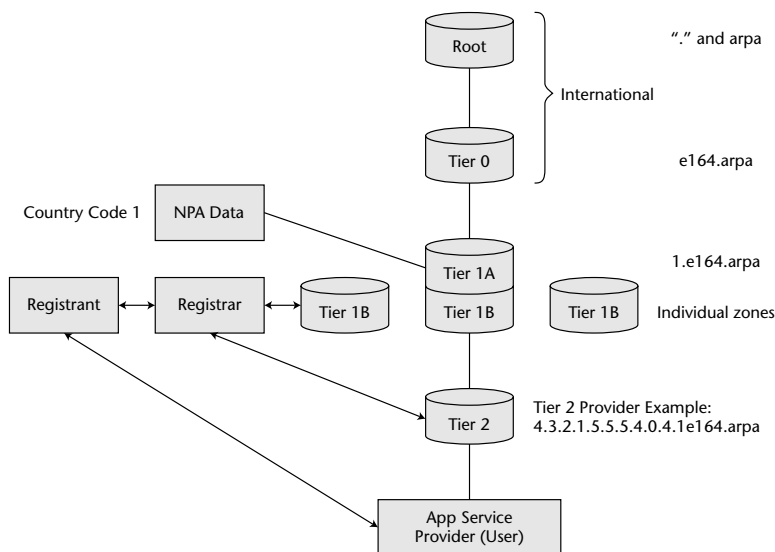 Root
“.” and arpa
International
Tier 0
e164.arpa
Country Code 1
NPA Data
Tier 1A
1.e164.arpa
Registrant
Registrar
Tier 1B
Tier 1B
Tier 1B
Individual zones
Tier 2
Tier 2 Provider Example:
4.3.2.1.5.5.5.4.0.4.1e164.arpa
App Service
Provider (User)